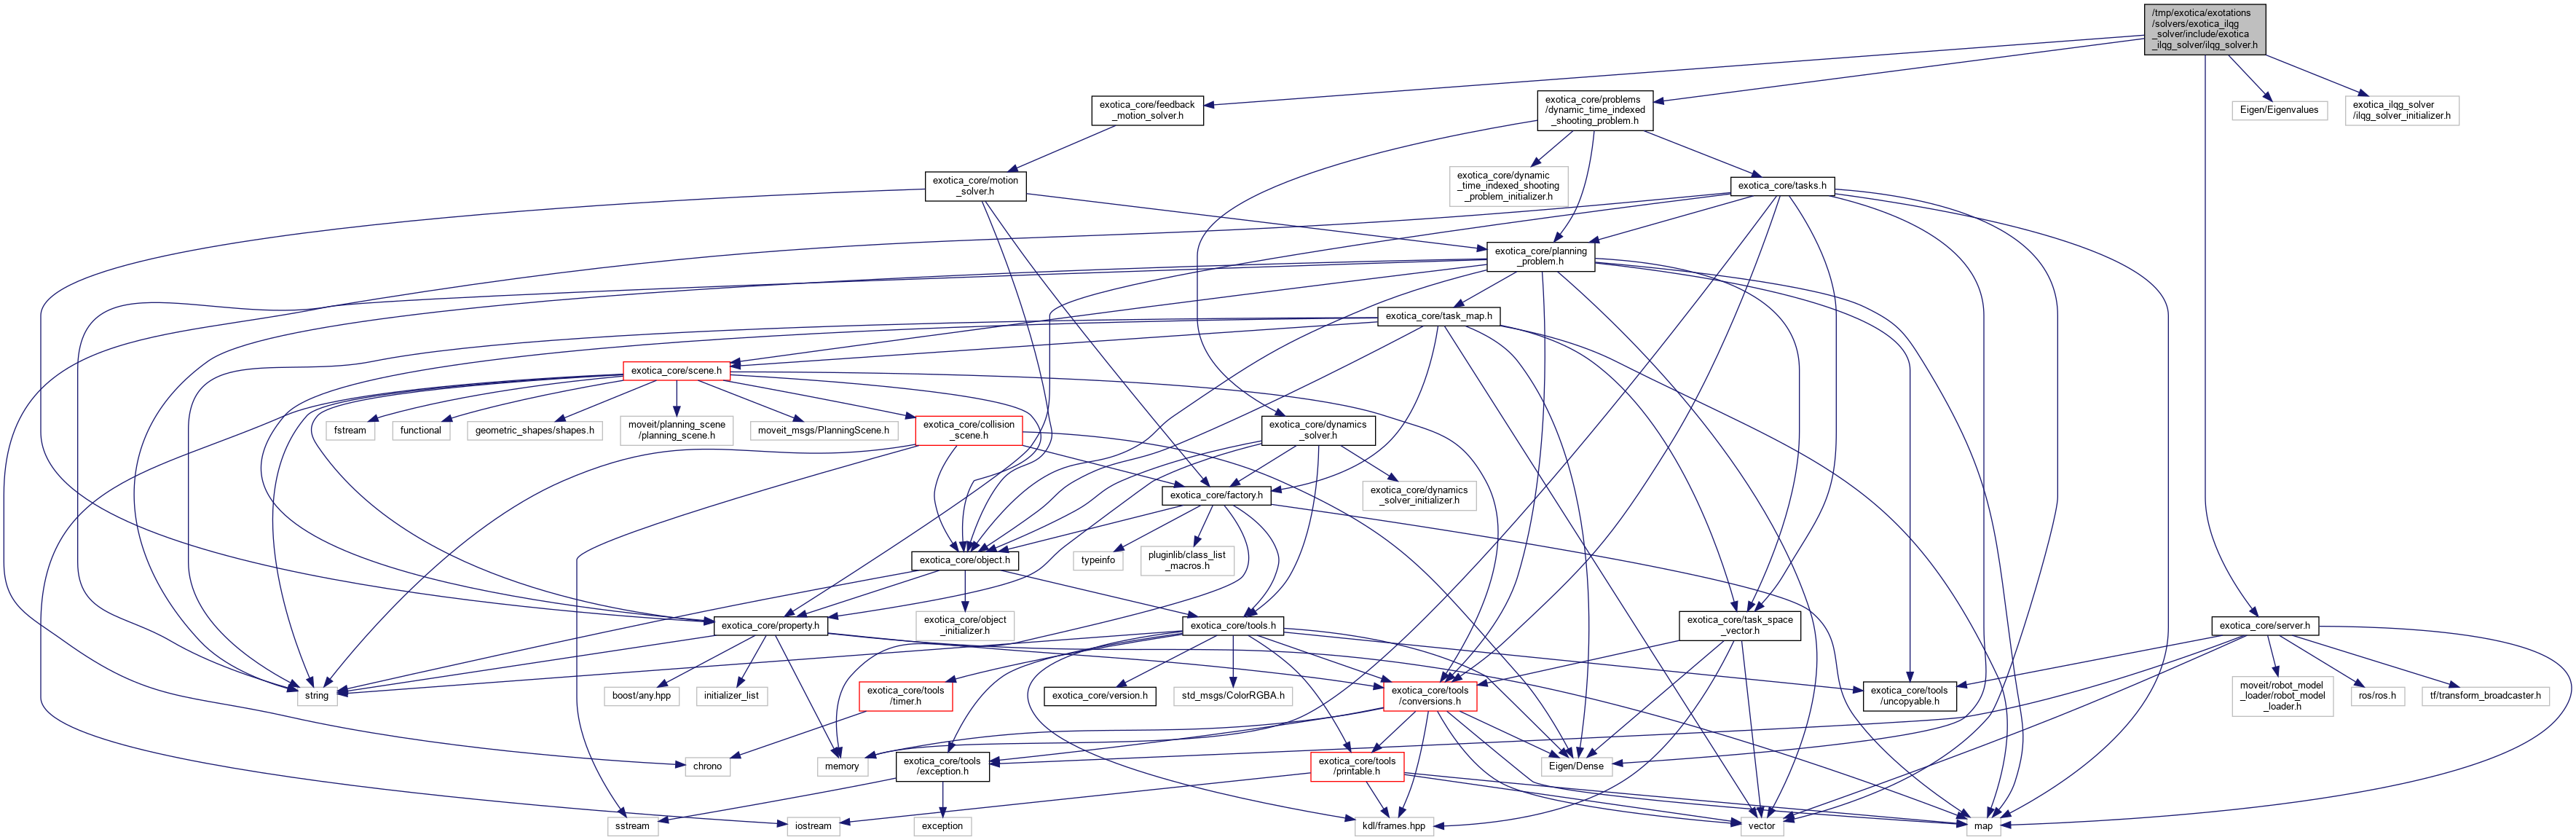 /tmp/exotica/exotations
/solvers/exotica_ilqg
_solver/include/exotica
_ilqg_solver/ilqg_solver.h
exotica_core/feedback
_motion_solver.h
exotica_core/problems
/dynamic_time_indexed
_shooting_problem.h
Eigen/Eigenvalues
exotica_ilqg_solver
/ilqg_solver_initializer.h
exotica_core/motion
_solver.h
exotica_core/dynamic
_time_indexed_shooting
_problem_initializer.h
exotica_core/tasks.h
exotica_core/planning
_problem.h
exotica_core/task_map.h
exotica_core/scene.h
fstream
functional
geometric_shapes/shapes.h
moveit/planning_scene
/planning_scene.h
moveit_msgs/PlanningScene.h
exotica_core/collision
_scene.h
exotica_core/dynamics
_solver.h
exotica_core/factory.h
exotica_core/dynamics
_solver_initializer.h
exotica_core/object.h
typeinfo
pluginlib/class_list
_macros.h
exotica_core/property.h
exotica_core/object
_initializer.h
exotica_core/tools.h
exotica_core/task_space
_vector.h
exotica_core/server.h
string
boost/any.hpp
initializer_list
exotica_core/tools
/timer.h
exotica_core/version.h
std_msgs/ColorRGBA.h
exotica_core/tools
/conversions.h
exotica_core/tools
/uncopyable.h
moveit/robot_model
_loader/robot_model
_loader.h
ros/ros.h
tf/transform_broadcaster.h
chrono
memory
exotica_core/tools
/exception.h
exotica_core/tools
/printable.h
Eigen/Dense
sstream
iostream
exception
kdl/frames.hpp
vector
map